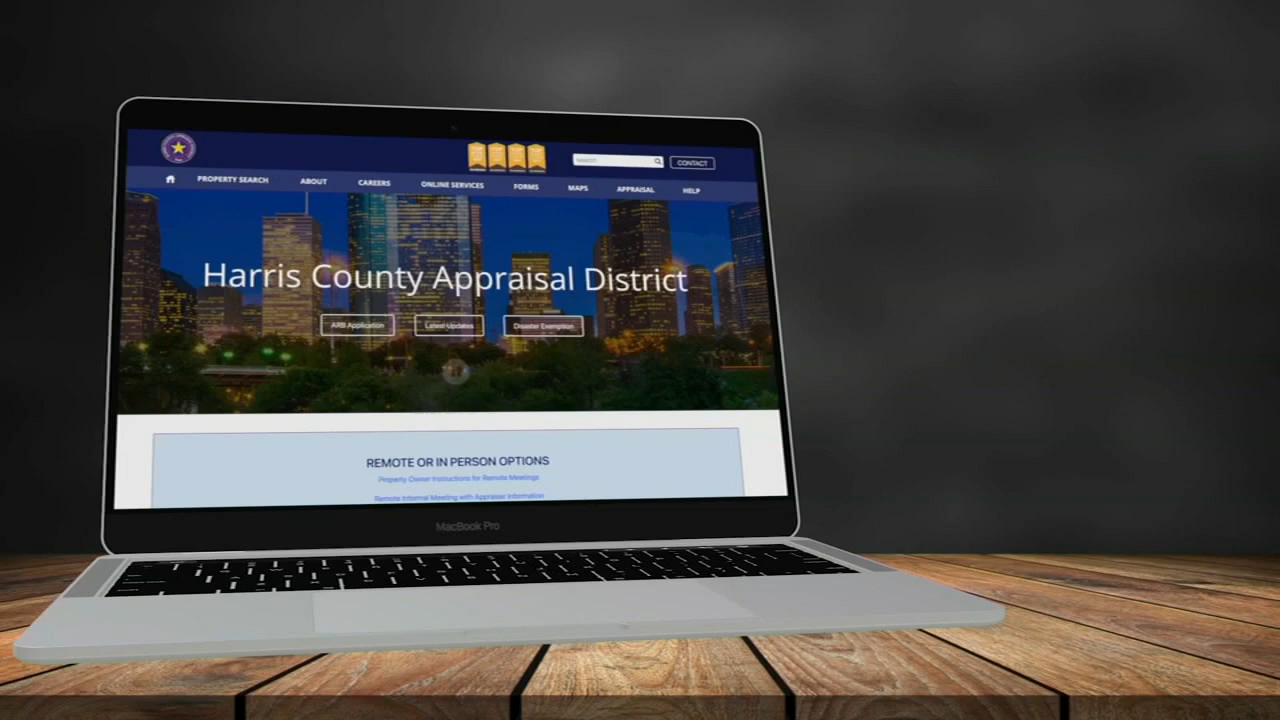 CONTACT
PROPERTY SEARCH ABOUT CAREERS ONLINE SERVICES FORMS MAPS APPRAISAL HELP
Harris County Appraisal District
ARB Application Latest Updates Disaster Exemption
REMOTE OR IN PERSON OPTIONS
Property Owner Instructions for Remote Meetings
Remote Internal Meeting with Appraiser Information
MacBook Pro